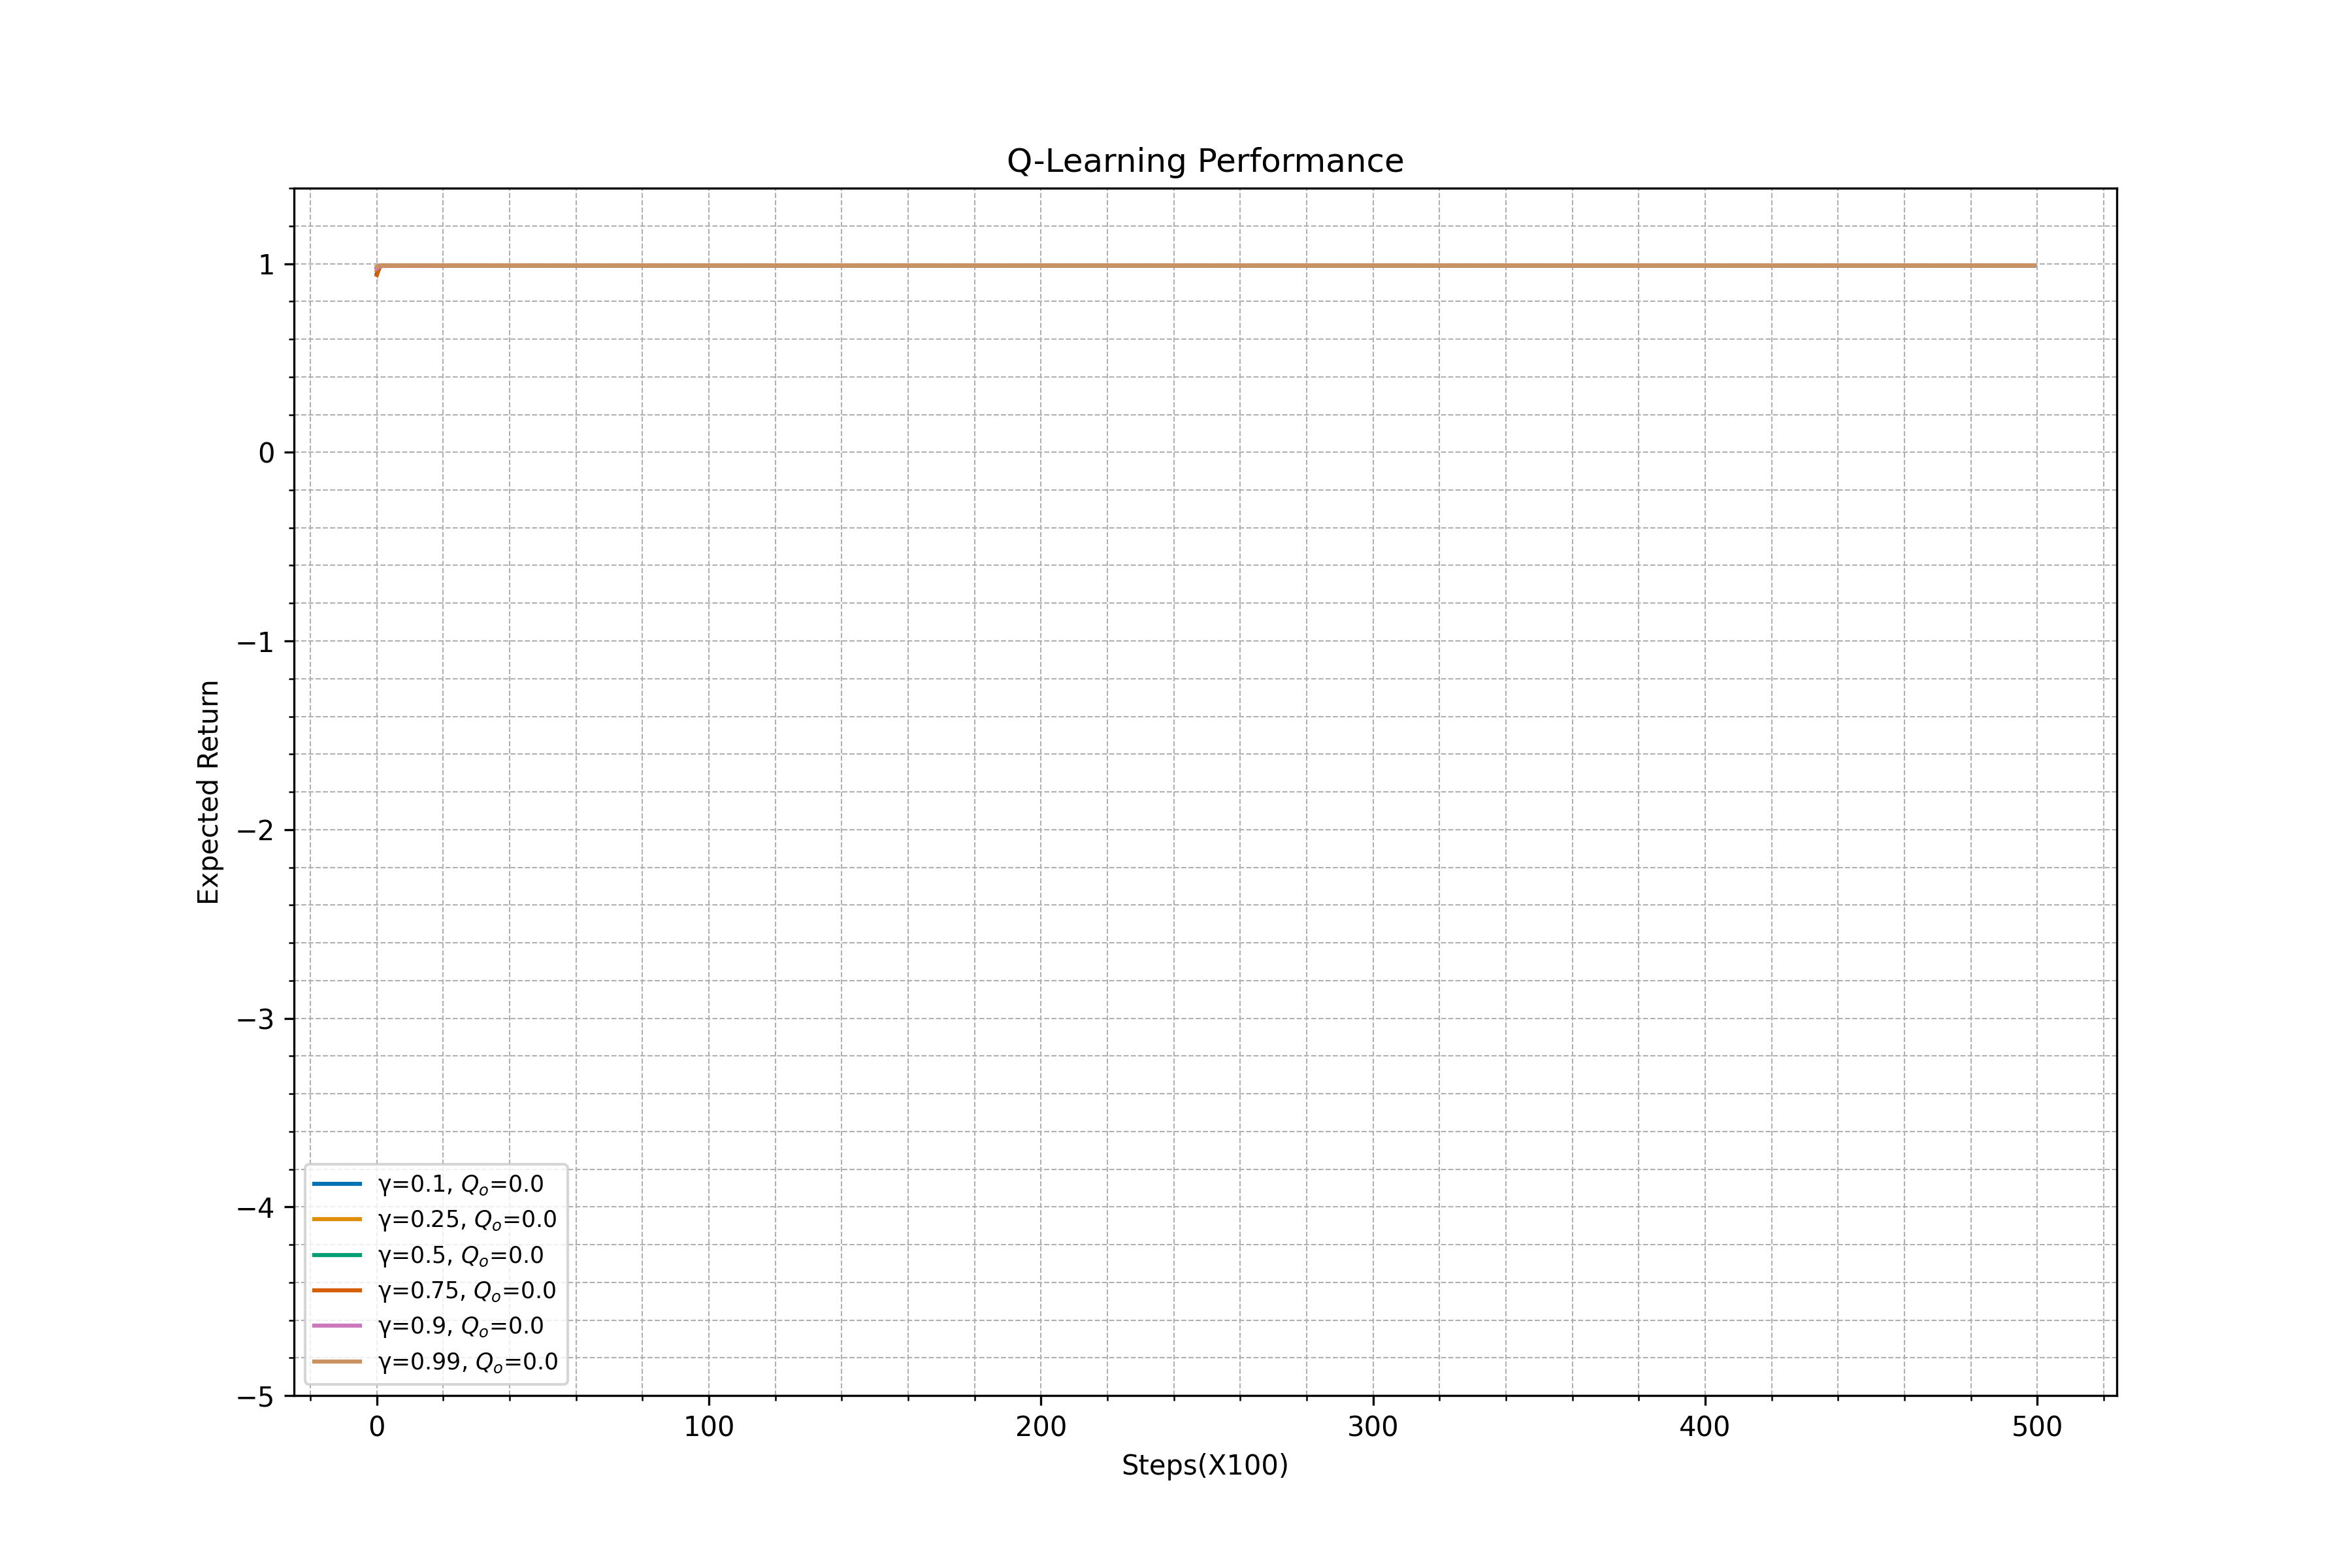 Q-Learning Performance
1
0
−1
−2
−3
−4
−5
Expected Return
γ=0.1, Qₒ=0.0
γ=0.25, Qₒ=0.0
γ=0.5, Qₒ=0.0
γ=0.75, Qₒ=0.0
γ=0.9, Qₒ=0.0
γ=0.99, Qₒ=0.0
0 100 200 300 400 500
Steps(X100)